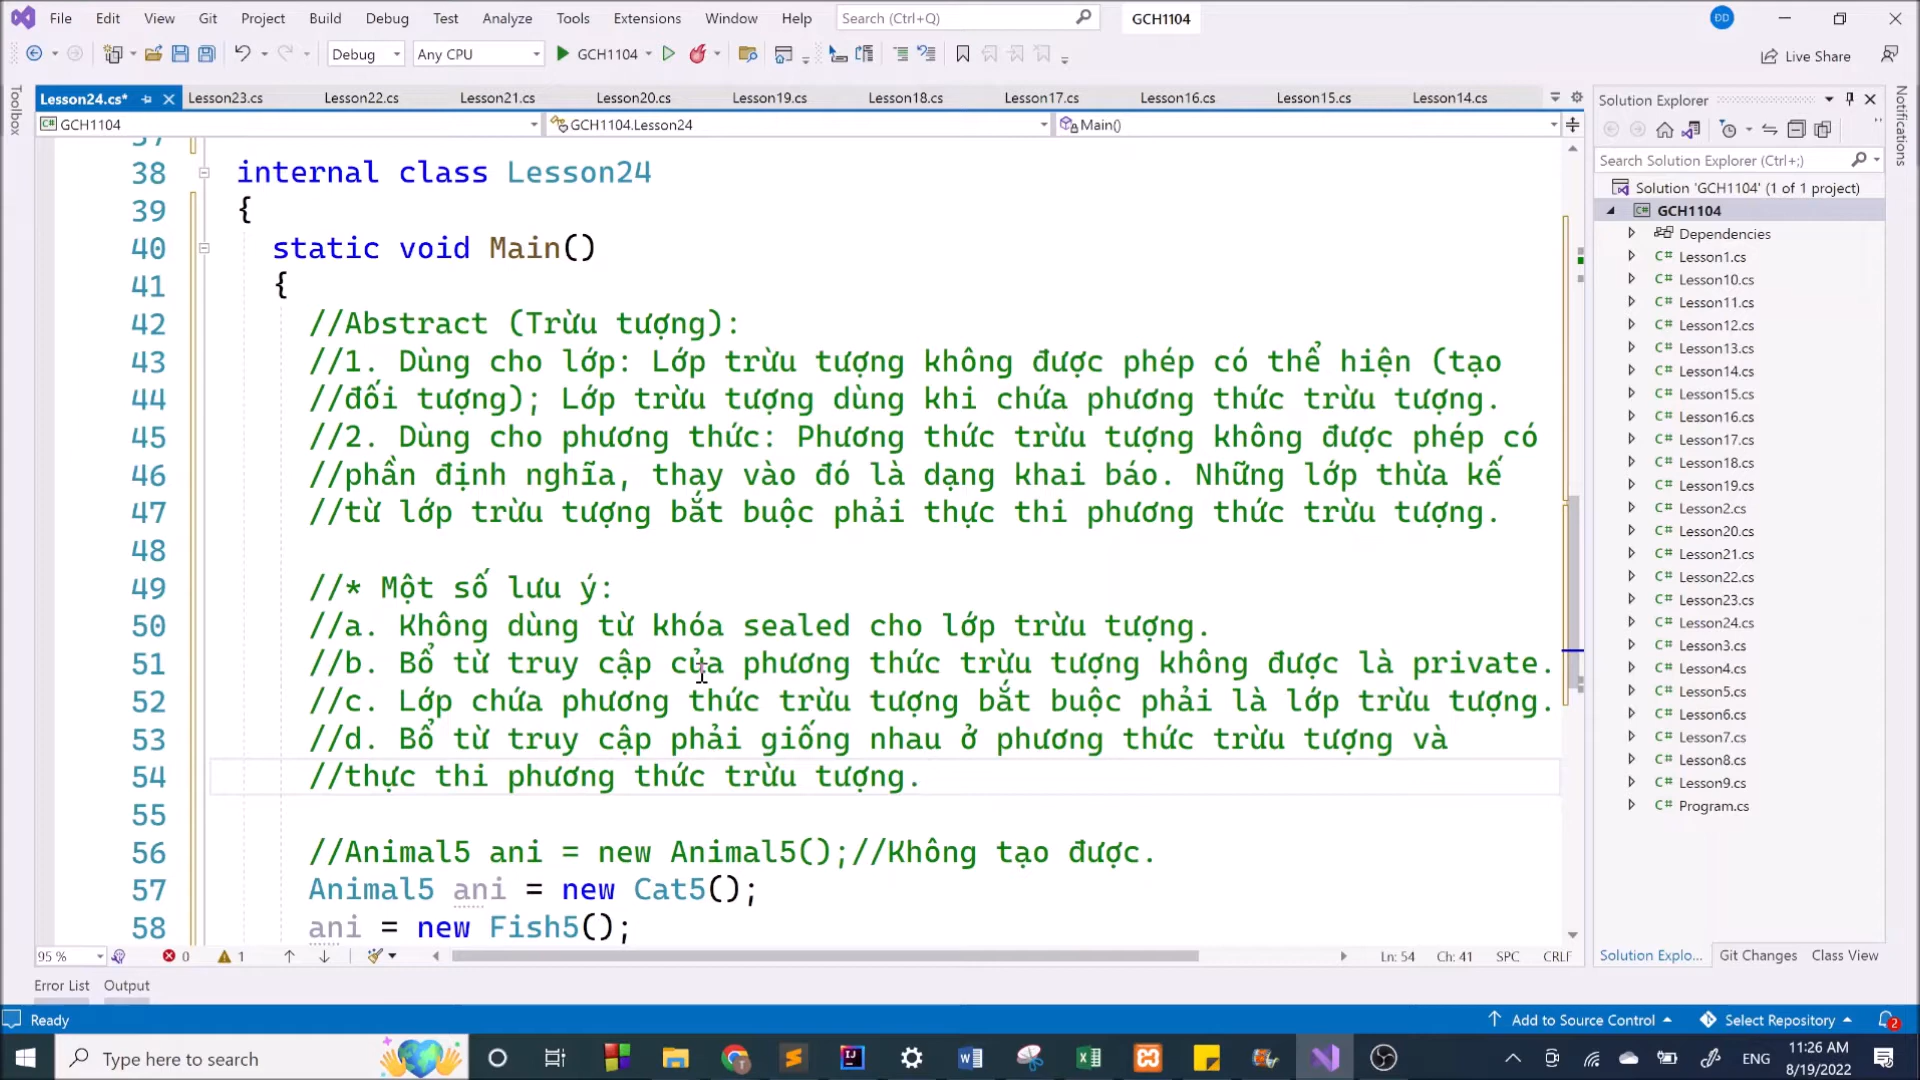 File Edit View Git Project Build Debug Test Analyze Tools Extensions Window Help Search (Ctrl+Q) GCH1104 ĐD
Debug Any CPU GCH1104 Live Share
Toolbox
Lesson24.cs* Lesson23.cs Lesson22.cs Lesson21.cs Lesson20.cs Lesson19.cs Lesson18.cs Lesson17.cs Lesson16.cs Lesson15.cs Lesson14.cs
GCH1104 GCH1104.Lesson24 Main()
37
38 internal class Lesson24
39 {
40 static void Main()
41 {
42 //Abstract (Trừu tượng):
43 //1. Dùng cho lớp: Lớp trừu tượng không được phép có thể hiện (tạo
44 //đối tượng); Lớp trừu tượng dùng khi chứa phương thức trừu tượng.
45 //2. Dùng cho phương thức: Phương thức trừu tượng không được phép có
46 //phần định nghĩa, thay vào đó là dạng khai báo. Những lớp thừa kế
47 //từ lớp trừu tượng bắt buộc phải thực thi phương thức trừu tượng.
48
49 //* Một số lưu ý:
50 //a. Không dùng từ khóa sealed cho lớp trừu tượng.
51 //b. Bổ từ truy cập của phương thức trừu tượng không được là private.
52 //c. Lớp chứa phương thức trừu tượng bắt buộc phải là lớp trừu tượng.
53 //d. Bổ từ truy cập phải giống nhau ở phương thức trừu tượng và
54 //thực thi phương thức trừu tượng.
55
56 //Animal5 ani = new Animal5();//Không tạo được.
57 Animal5 ani = new Cat5();
58 ani = new Fish5();
95 % 0 1 Ln: 54 Ch: 41 SPC CRLF
Error List Output
Solution Explorer
Search Solution Explorer (Ctrl+;)
Solution 'GCH1104' (1 of 1 project)
C# GCH1104
Dependencies
C# Lesson1.cs
C# Lesson10.cs
C# Lesson11.cs
C# Lesson12.cs
C# Lesson13.cs
C# Lesson14.cs
C# Lesson15.cs
C# Lesson16.cs
C# Lesson17.cs
C# Lesson18.cs
C# Lesson19.cs
C# Lesson2.cs
C# Lesson20.cs
C# Lesson21.cs
C# Lesson22.cs
C# Lesson23.cs
C# Lesson24.cs
C# Lesson3.cs
C# Lesson4.cs
C# Lesson5.cs
C# Lesson6.cs
C# Lesson7.cs
C# Lesson8.cs
C# Lesson9.cs
C# Program.cs
Solution Explo... Git Changes Class View
Notifications
Ready Add to Source Control Select Repository 2
Type here to search ENG 11:26 AM
8/19/2022